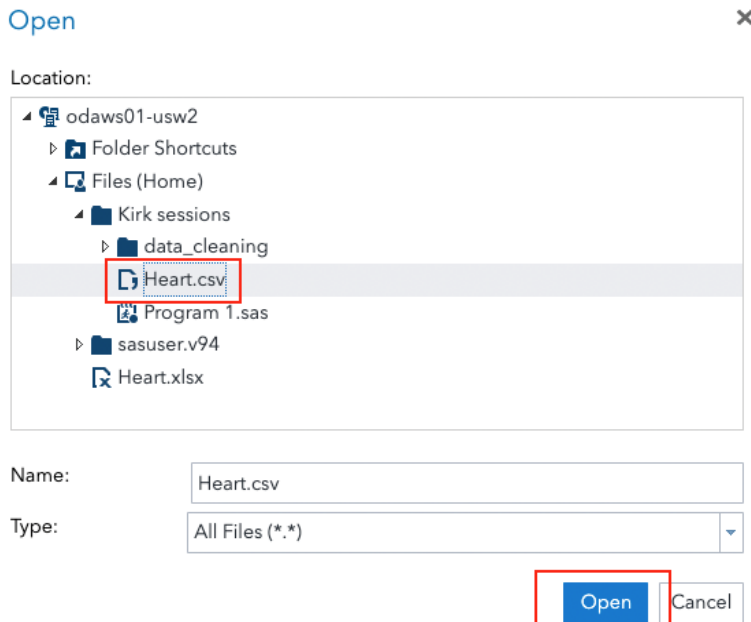 Open
Location:
odaws01-usw2
Folder Shortcuts
Files (Home)
Kirk sessions
data_cleaning
Heart.csv
Program 1.sas
sasuser.v94
Heart.xlsx
Name:
Heart.csv
Type:
All Files (*.*)
Open
Cancel